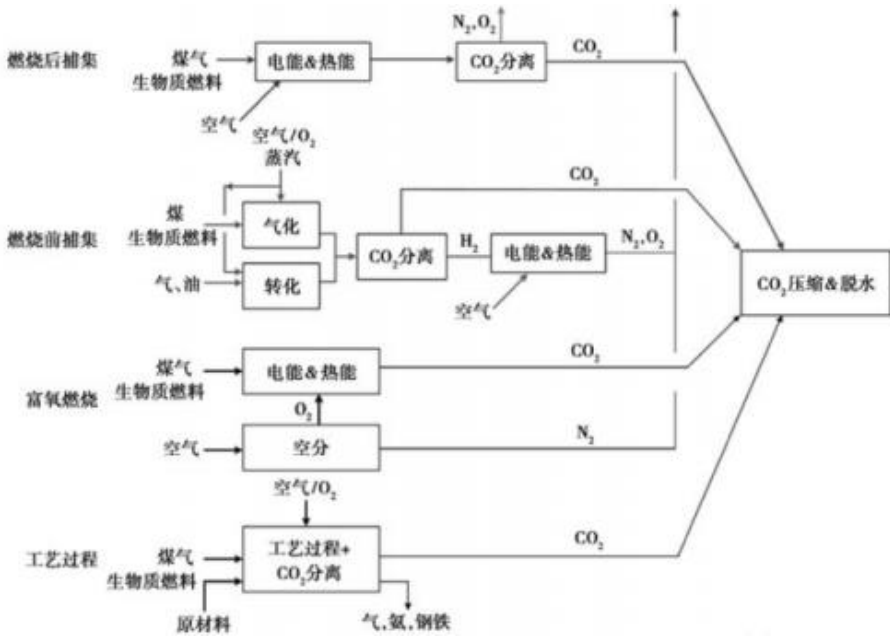 N₂,O₂
燃烧后捕集
煤气
生物质燃料
电能&热能
CO₂分离
CO₂
空气
空气/O₂
蒸汽
CO₂
燃烧前捕集
煤
生物质燃料
气化
CO₂分离
H₂
电能&热能
N₂,O₂
气、油
转化
空气
CO₂压缩&脱水
富氧燃烧
煤气
生物质燃料
电能&热能
CO₂
O₂
空气
空分
N₂
空气/O₂
工艺过程
煤气
生物质燃料
工艺过程+
CO₂分离
CO₂
原材料
气,氨,钢铁